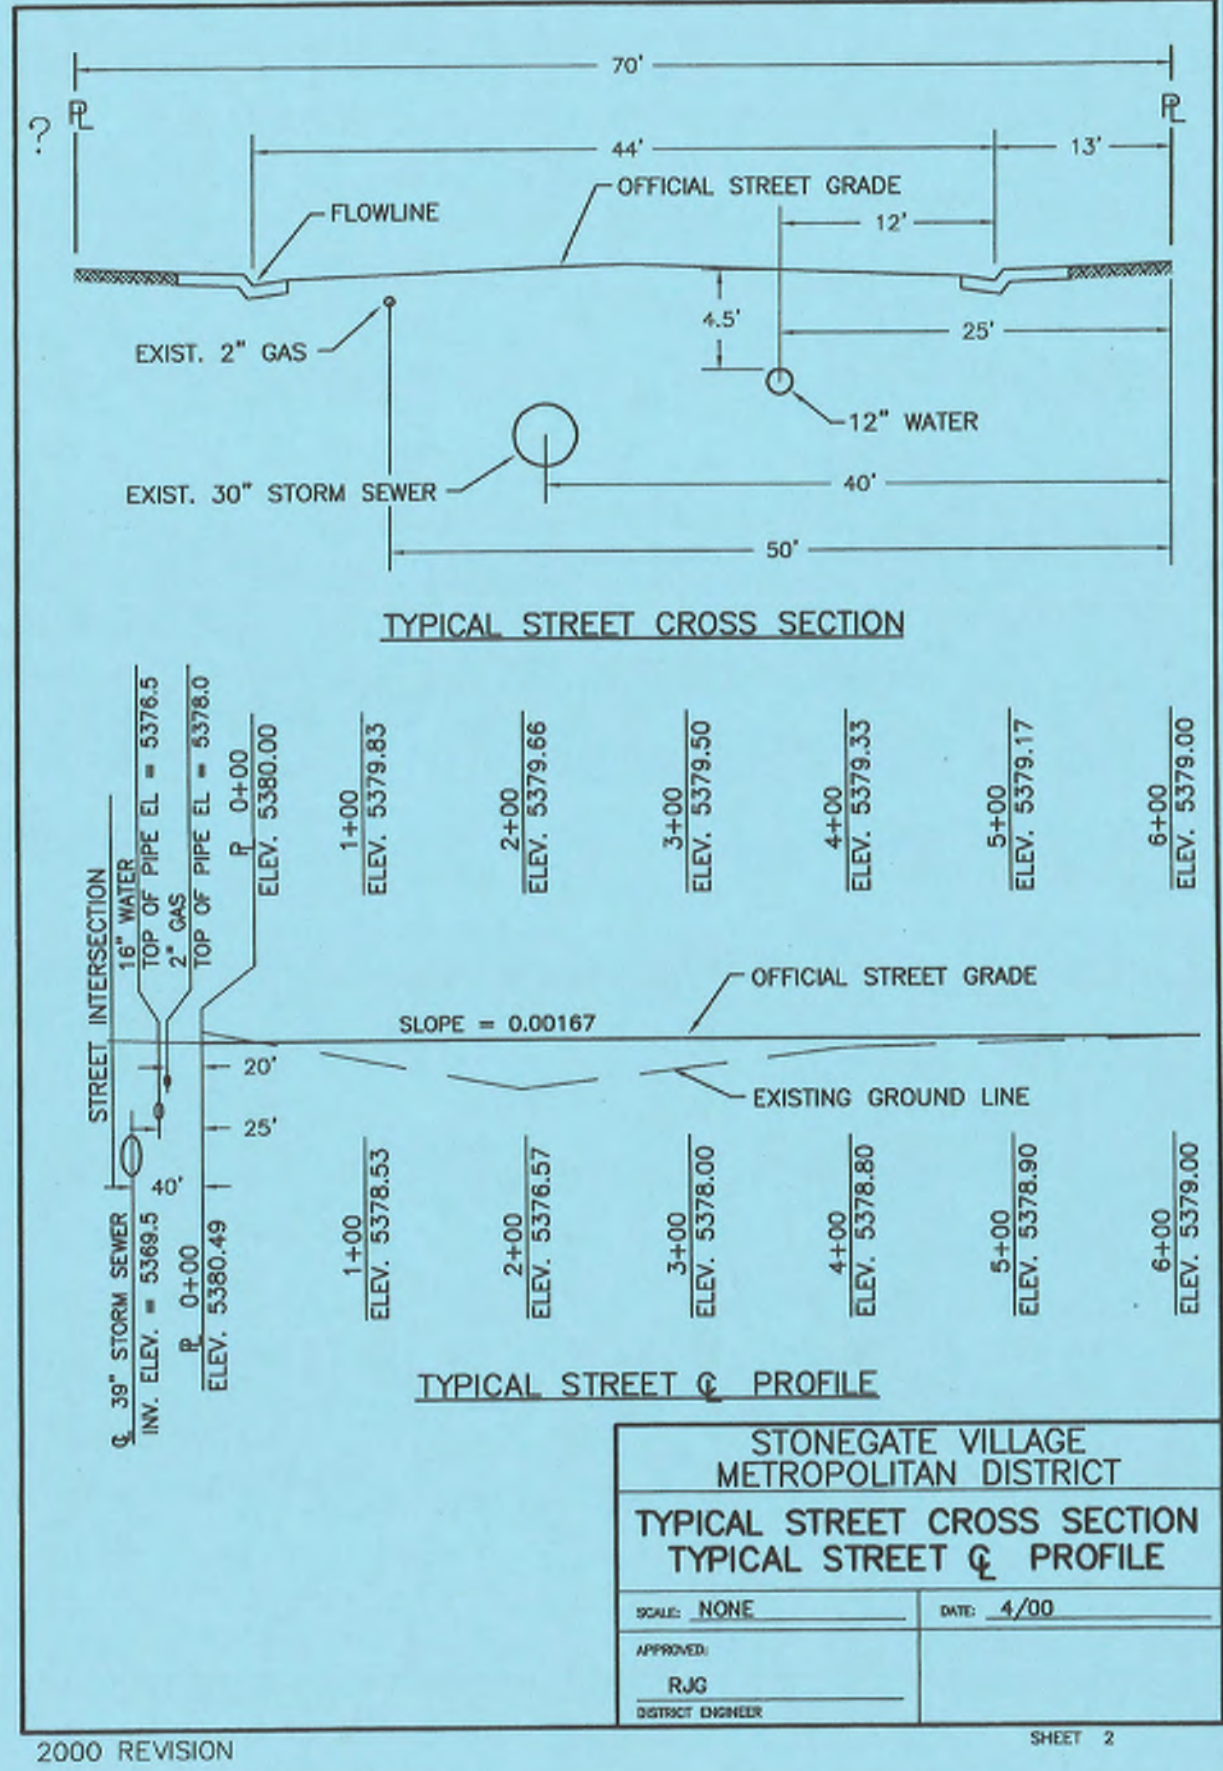 70'
?
PL
PL
44'
13'
OFFICIAL STREET GRADE
FLOWLINE
12'
4.5'
25'
EXIST. 2" GAS
12" WATER
EXIST. 30" STORM SEWER
40'
50'
TYPICAL STREET CROSS SECTION
STREET INTERSECTION
16" WATER
TOP OF PIPE EL = 5376.5
2" GAS
TOP OF PIPE EL = 5378.0
PL 0+00
ELEV. 5380.00
1+00
ELEV. 5379.83
2+00
ELEV. 5379.66
3+00
ELEV. 5379.50
4+00
ELEV. 5379.33
5+00
ELEV. 5379.17
6+00
ELEV. 5379.00
OFFICIAL STREET GRADE
SLOPE = 0.00167
20'
EXISTING GROUND LINE
25'
40'
CL 39" STORM SEWER
INV. ELEV. = 5369.5
PL 0+00
ELEV. 5380.49
1+00
ELEV. 5378.53
2+00
ELEV. 5376.57
3+00
ELEV. 5378.00
4+00
ELEV. 5378.80
5+00
ELEV. 5378.90
6+00
ELEV. 5379.00
TYPICAL STREET CL PROFILE
STONEGATE VILLAGE
METROPOLITAN DISTRICT
TYPICAL STREET CROSS SECTION
TYPICAL STREET CL PROFILE
SCALE: NONE
DATE: 4/00
APPROVED:
RJG
DISTRICT ENGINEER
SHEET 2
2000 REVISION